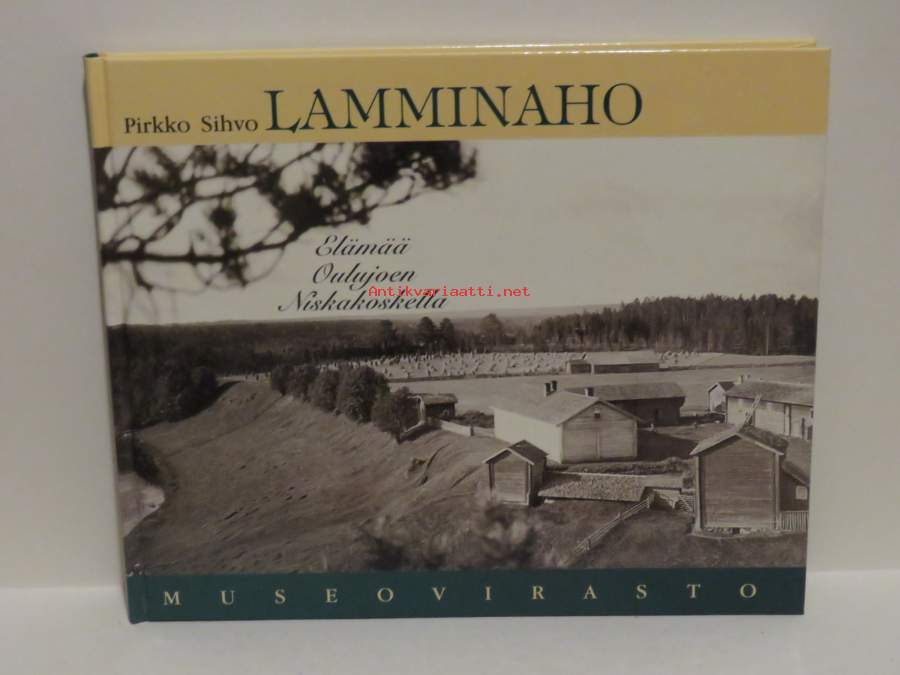 Pirkko Sihvo LAMMINAHO
Elämää
Oulujoen
Antikvariaatti.net
Niskakoskella
MUSEOVIRASTO